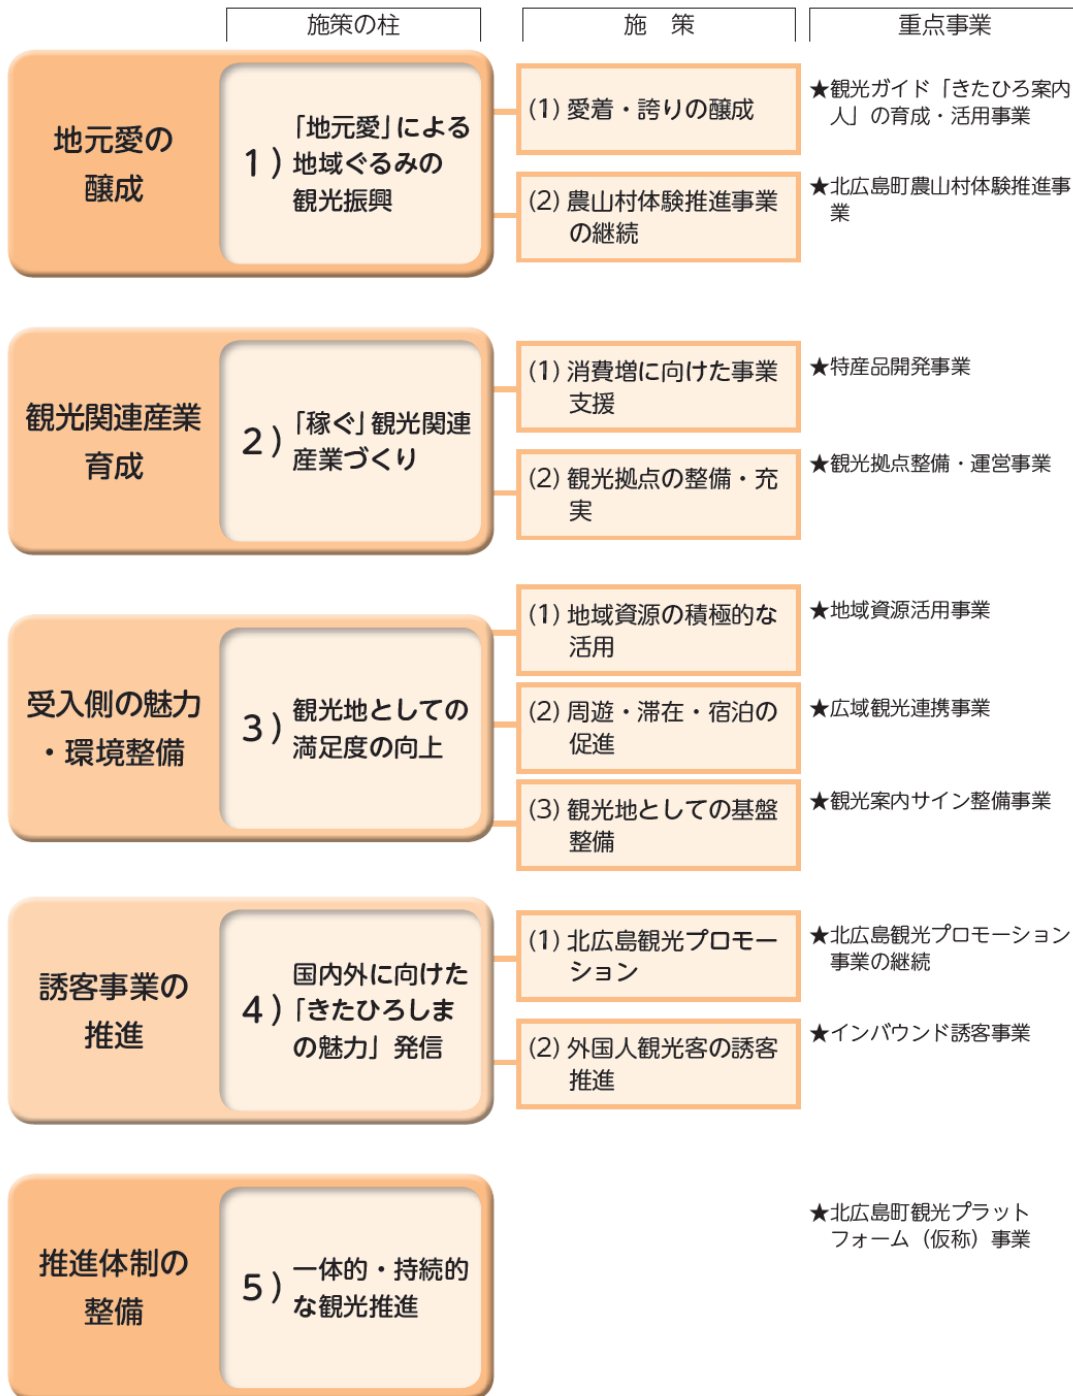 施策の柱
施　策
重点事業
地元愛の
醸成
1）
「地元愛」による
地域ぐるみの
観光振興
(1) 愛着・誇りの醸成
★観光ガイド「きたひろ案内
人」の育成・活用事業
(2) 農山村体験推進事業
の継続
★北広島町農山村体験推進事
業
観光関連産業
育成
2）
「稼ぐ」観光関連
産業づくり
(1) 消費増に向けた事業
支援
★特産品開発事業
(2) 観光拠点の整備・充
実
★観光拠点整備・運営事業
受入側の魅力
・環境整備
3）
観光地としての
満足度の向上
(1) 地域資源の積極的な
活用
★地域資源活用事業
(2) 周遊・滞在・宿泊の
促進
★広域観光連携事業
(3) 観光地としての基盤
整備
★観光案内サイン整備事業
誘客事業の
推進
4）
国内外に向けた
「きたひろしま
の魅力」発信
(1) 北広島観光プロモー
ション
★北広島観光プロモーション
事業の継続
(2) 外国人観光客の誘客
推進
★インバウンド誘客事業
推進体制の
整備
5）
一体的・持続的
な観光推進
★北広島町観光プラット
フォーム（仮称）事業